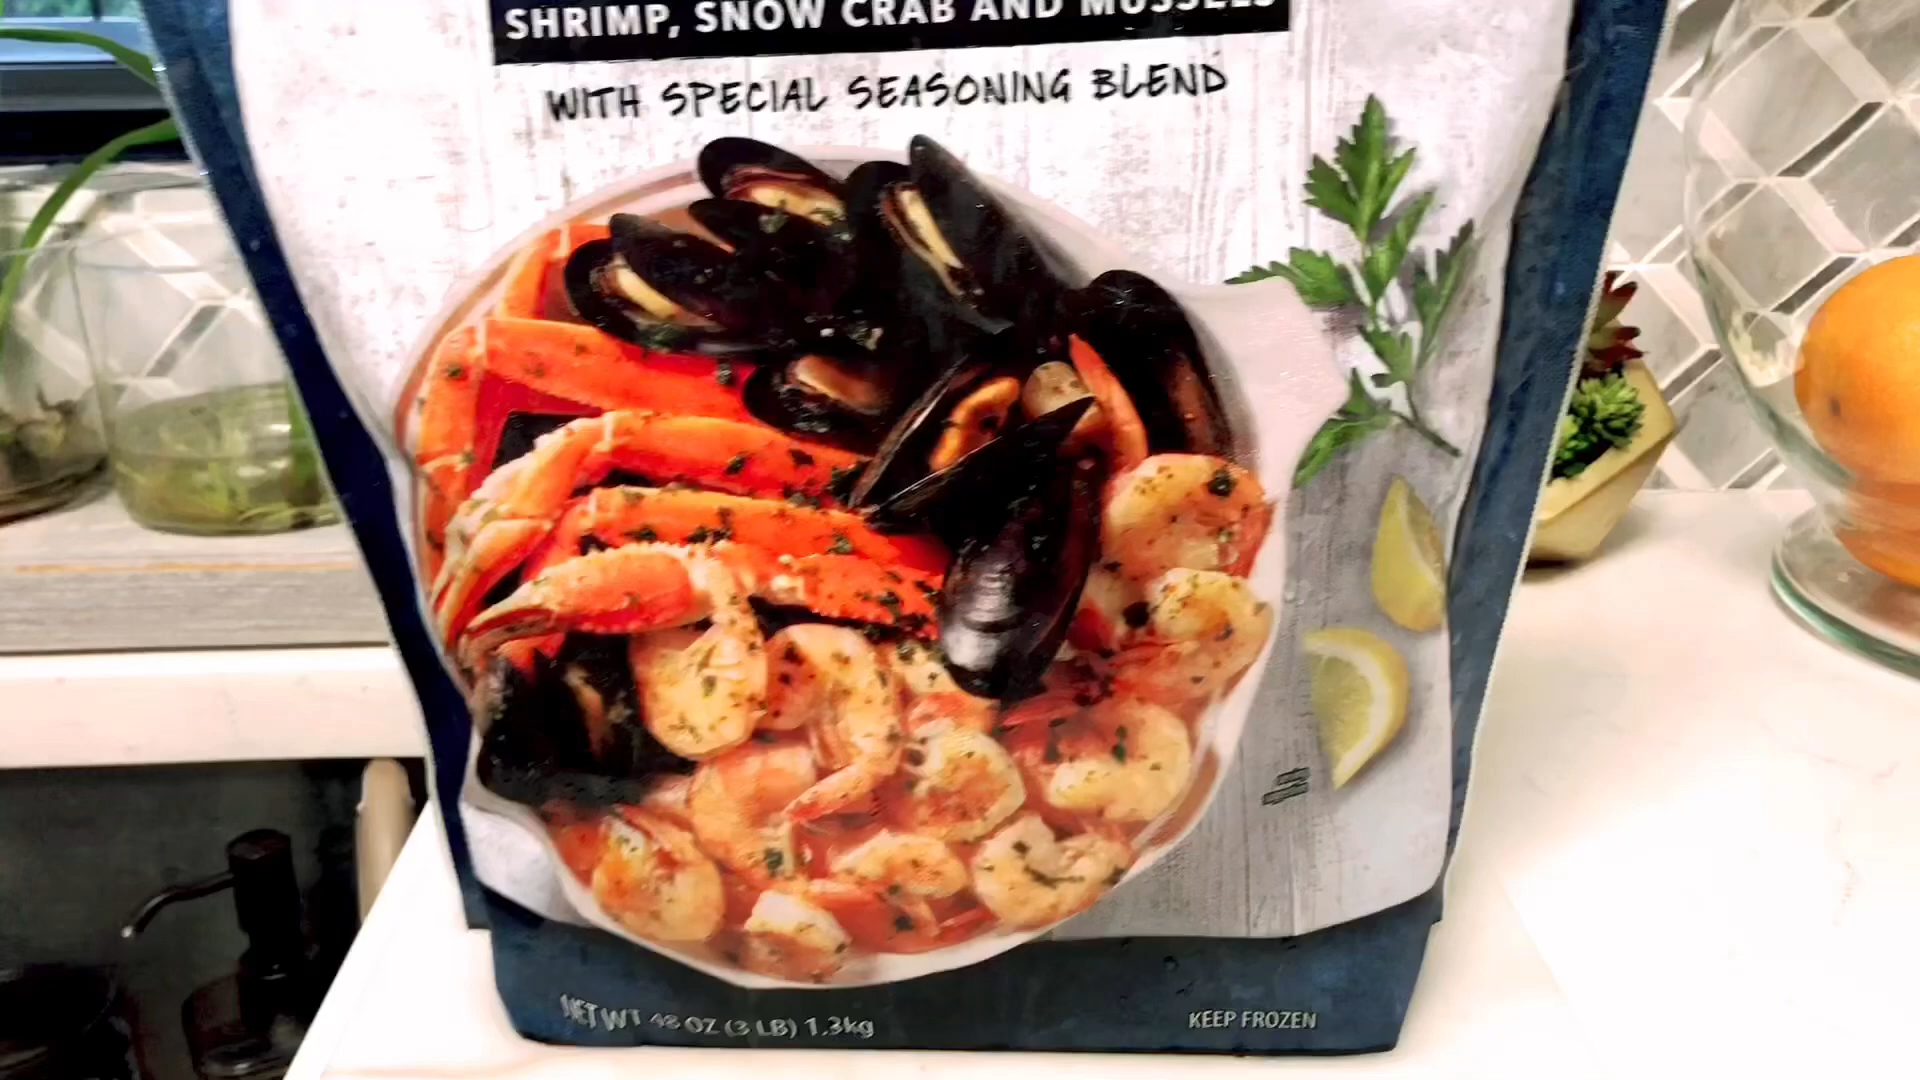 SHRIMP, SNOW CRAB AND MUSSELS
WITH SPECIAL SEASONING BLEND
NET WT 48 OZ (3 LB) 1.3kg
KEEP FROZEN